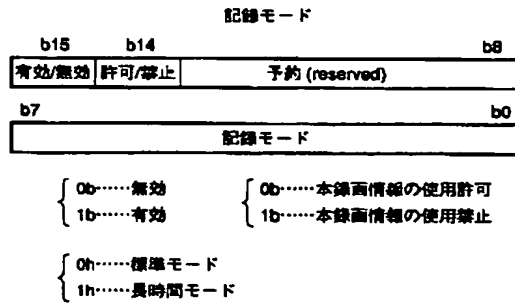 記録モード
b15 b14 b8
有効/無効 許可/禁止 予約 (reserved)
b7 b0
記録モード
0b……無効 0b……本録画情報の使用許可
1b……有効 1b……本録画情報の使用禁止
0h……標準モード
1h……長時間モード